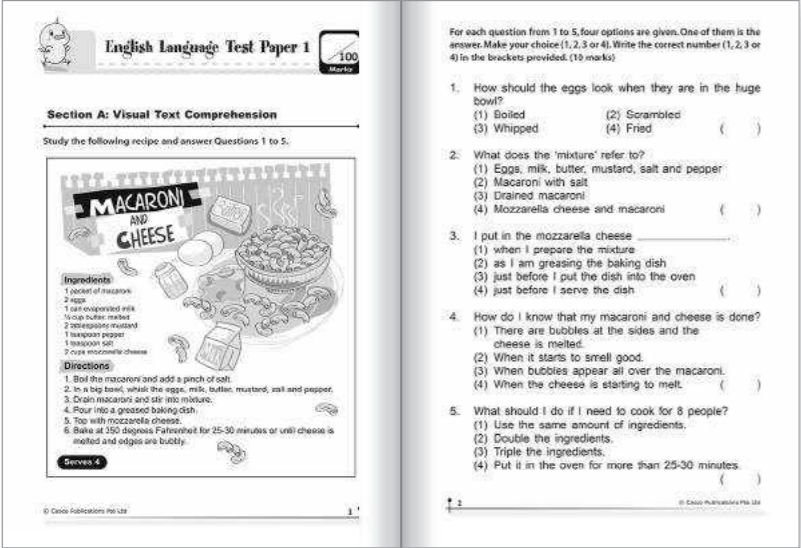 English Language Test Paper 1
100
Marks
Section A: Visual Text Comprehension
Study the following recipe and answer Questions 1 to 5.
MACARONI
AND
CHEESE
MILK
Ingredients
1 packet of macaroni
2 eggs
1 can evaporated milk
½ cup butter, melted
2 tablespoons mustard
1 teaspoon pepper
1 teaspoon salt
2 cups mozzarella cheese
Directions
1. Boil the macaroni and add a pinch of salt.
2. In a big bowl, whisk the eggs, milk, butter, mustard, salt and pepper.
3. Drain macaroni and stir into mixture.
4. Pour into a greased baking dish.
5. Top with mozzarella cheese.
6. Bake at 350 degrees Fahrenheit for 25-30 minutes or until cheese is
melted and edges are bubbly.
Serves 4
© Casco Publications Pte Ltd
1
For each question from 1 to 5, four options are given. One of them is the
answer. Make your choice (1, 2, 3 or 4). Write the correct number (1, 2, 3 or
4) in the brackets provided. (10 marks)
1. How should the eggs look when they are in the huge
bowl?
(1) Boiled (2) Scrambled
(3) Whipped (4) Fried ( )
2. What does the 'mixture' refer to?
(1) Eggs, milk, butter, mustard, salt and pepper
(2) Macaroni with salt
(3) Drained macaroni
(4) Mozzarella cheese and macaroni ( )
3. I put in the mozzarella cheese ____________.
(1) when I prepare the mixture
(2) as I am greasing the baking dish
(3) just before I put the dish into the oven
(4) just before I serve the dish ( )
4. How do I know that my macaroni and cheese is done?
(1) There are bubbles at the sides and the
cheese is melted.
(2) When it starts to smell good.
(3) When bubbles appear all over the macaroni.
(4) When the cheese is starting to melt. ( )
5. What should I do if I need to cook for 8 people?
(1) Use the same amount of ingredients.
(2) Double the ingredients.
(3) Triple the ingredients.
(4) Put it in the oven for more than 25-30 minutes.
( )
2
© Casco Publications Pte Ltd